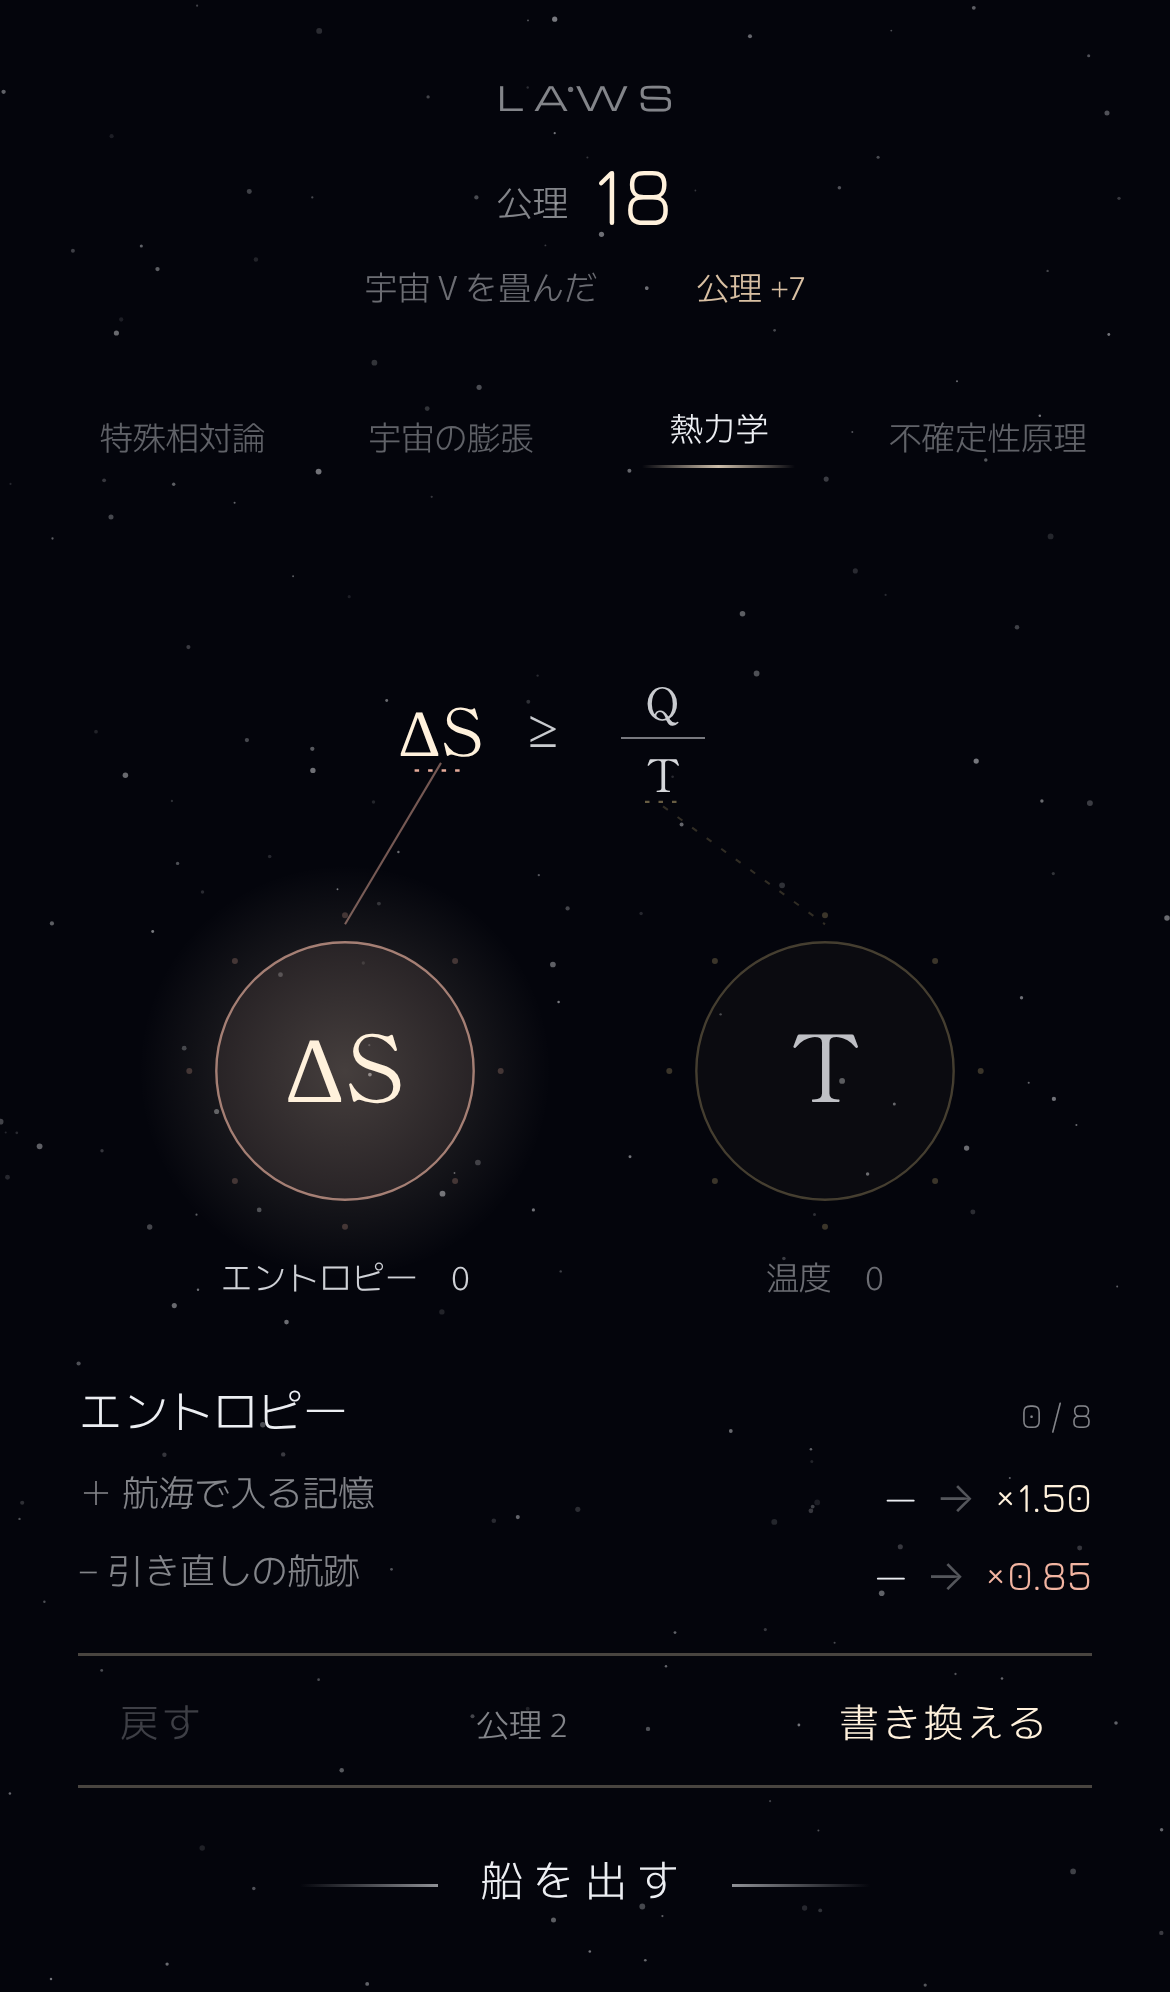 LAWS
公理 18
宇宙 V を畳んだ ・ 公理 +7
特殊相対論 宇宙の膨張 熱力学 不確定性原理
ΔS ≥ Q / T
ΔS T
エントロピー 0 温度 0
エントロピー 0 / 8
+ 航海で入る記憶 — → ×1.50
− 引き直しの航跡 — → ×0.85
戻す 公理 2 書き換える
船を出す